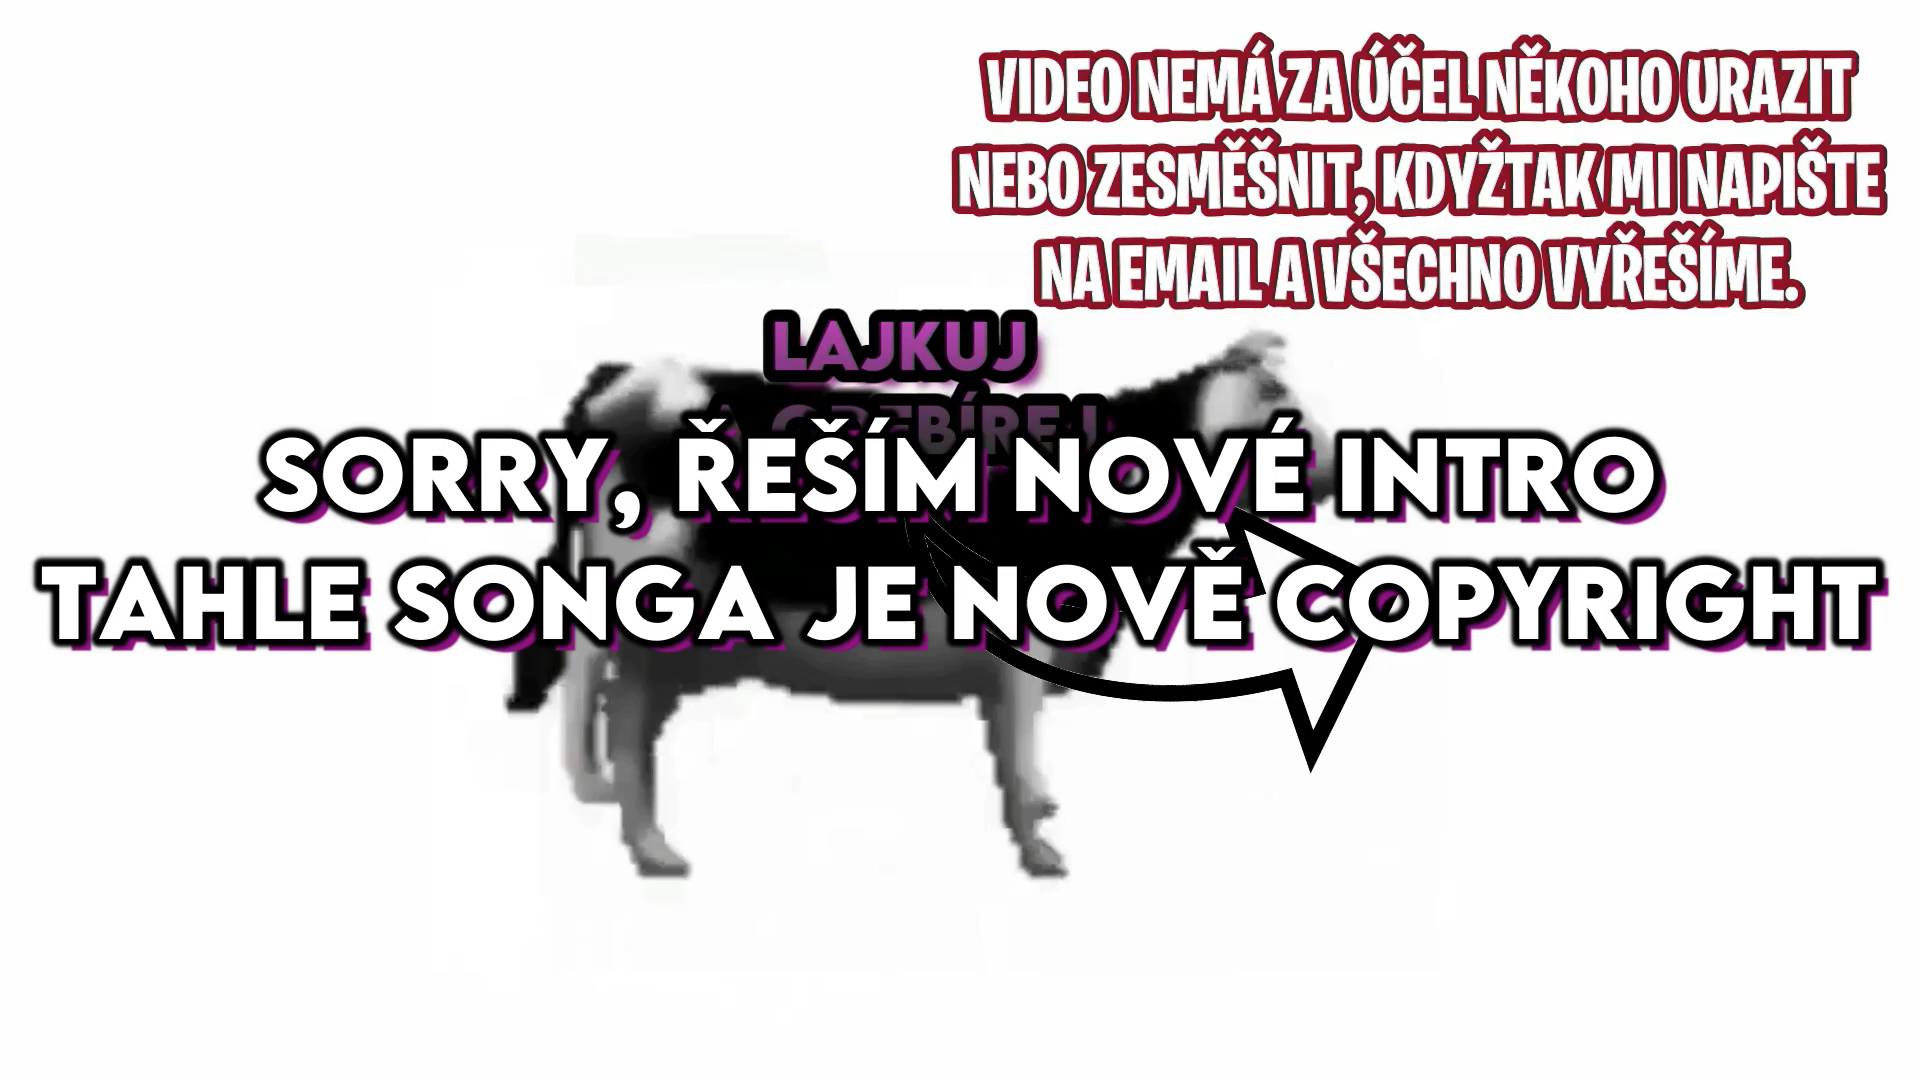 VIDEO NEMÁ ZA ÚČEL NĚKOHO URAZIT
NEBO ZESMĚŠNIT, KDYŽTAK MI NAPIŠTE
NA EMAIL A VŠECHNO VYŘEŠÍME.
LAJKUJ
A ODEBÍREJ
SORRY, ŘEŠÍM NOVÉ INTRO
TAHLE SONGA JE NOVĚ COPYRIGHT